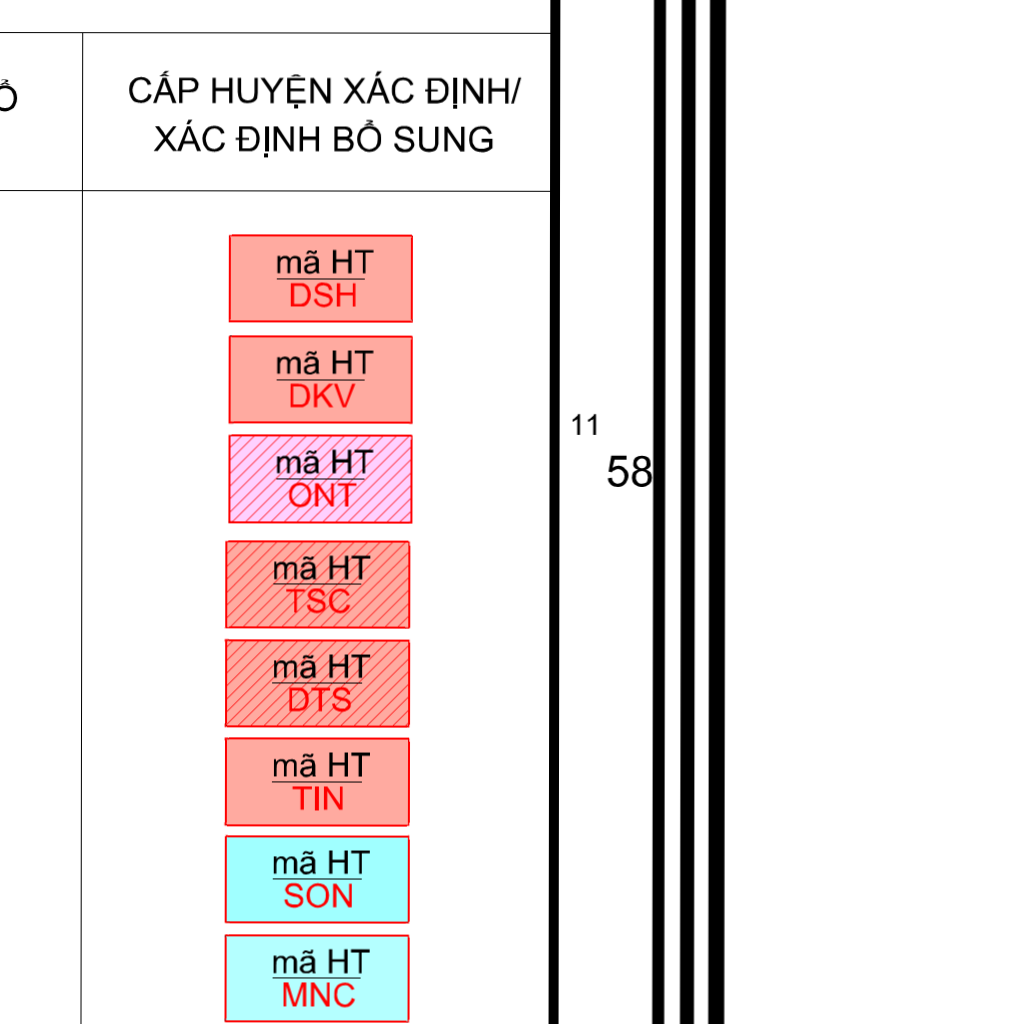 Ổ
CẤP HUYỆN XÁC ĐỊNH/
XÁC ĐỊNH BỔ SUNG
mã HT
DSH
mã HT
DKV
11
58
mã HT
ONT
mã HT
TSC
mã HT
DTS
mã HT
TIN
mã HT
SON
mã HT
MNC